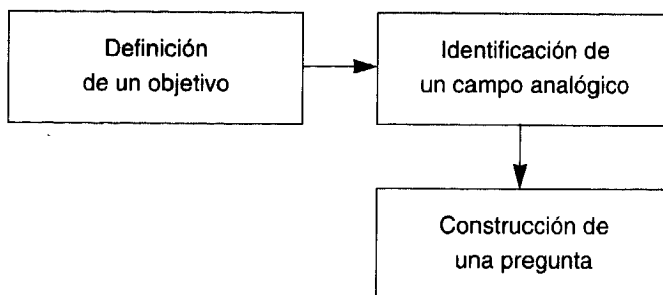 Definición
de un objetivo
Identificación de
un campo analógico
Construcción de
una pregunta